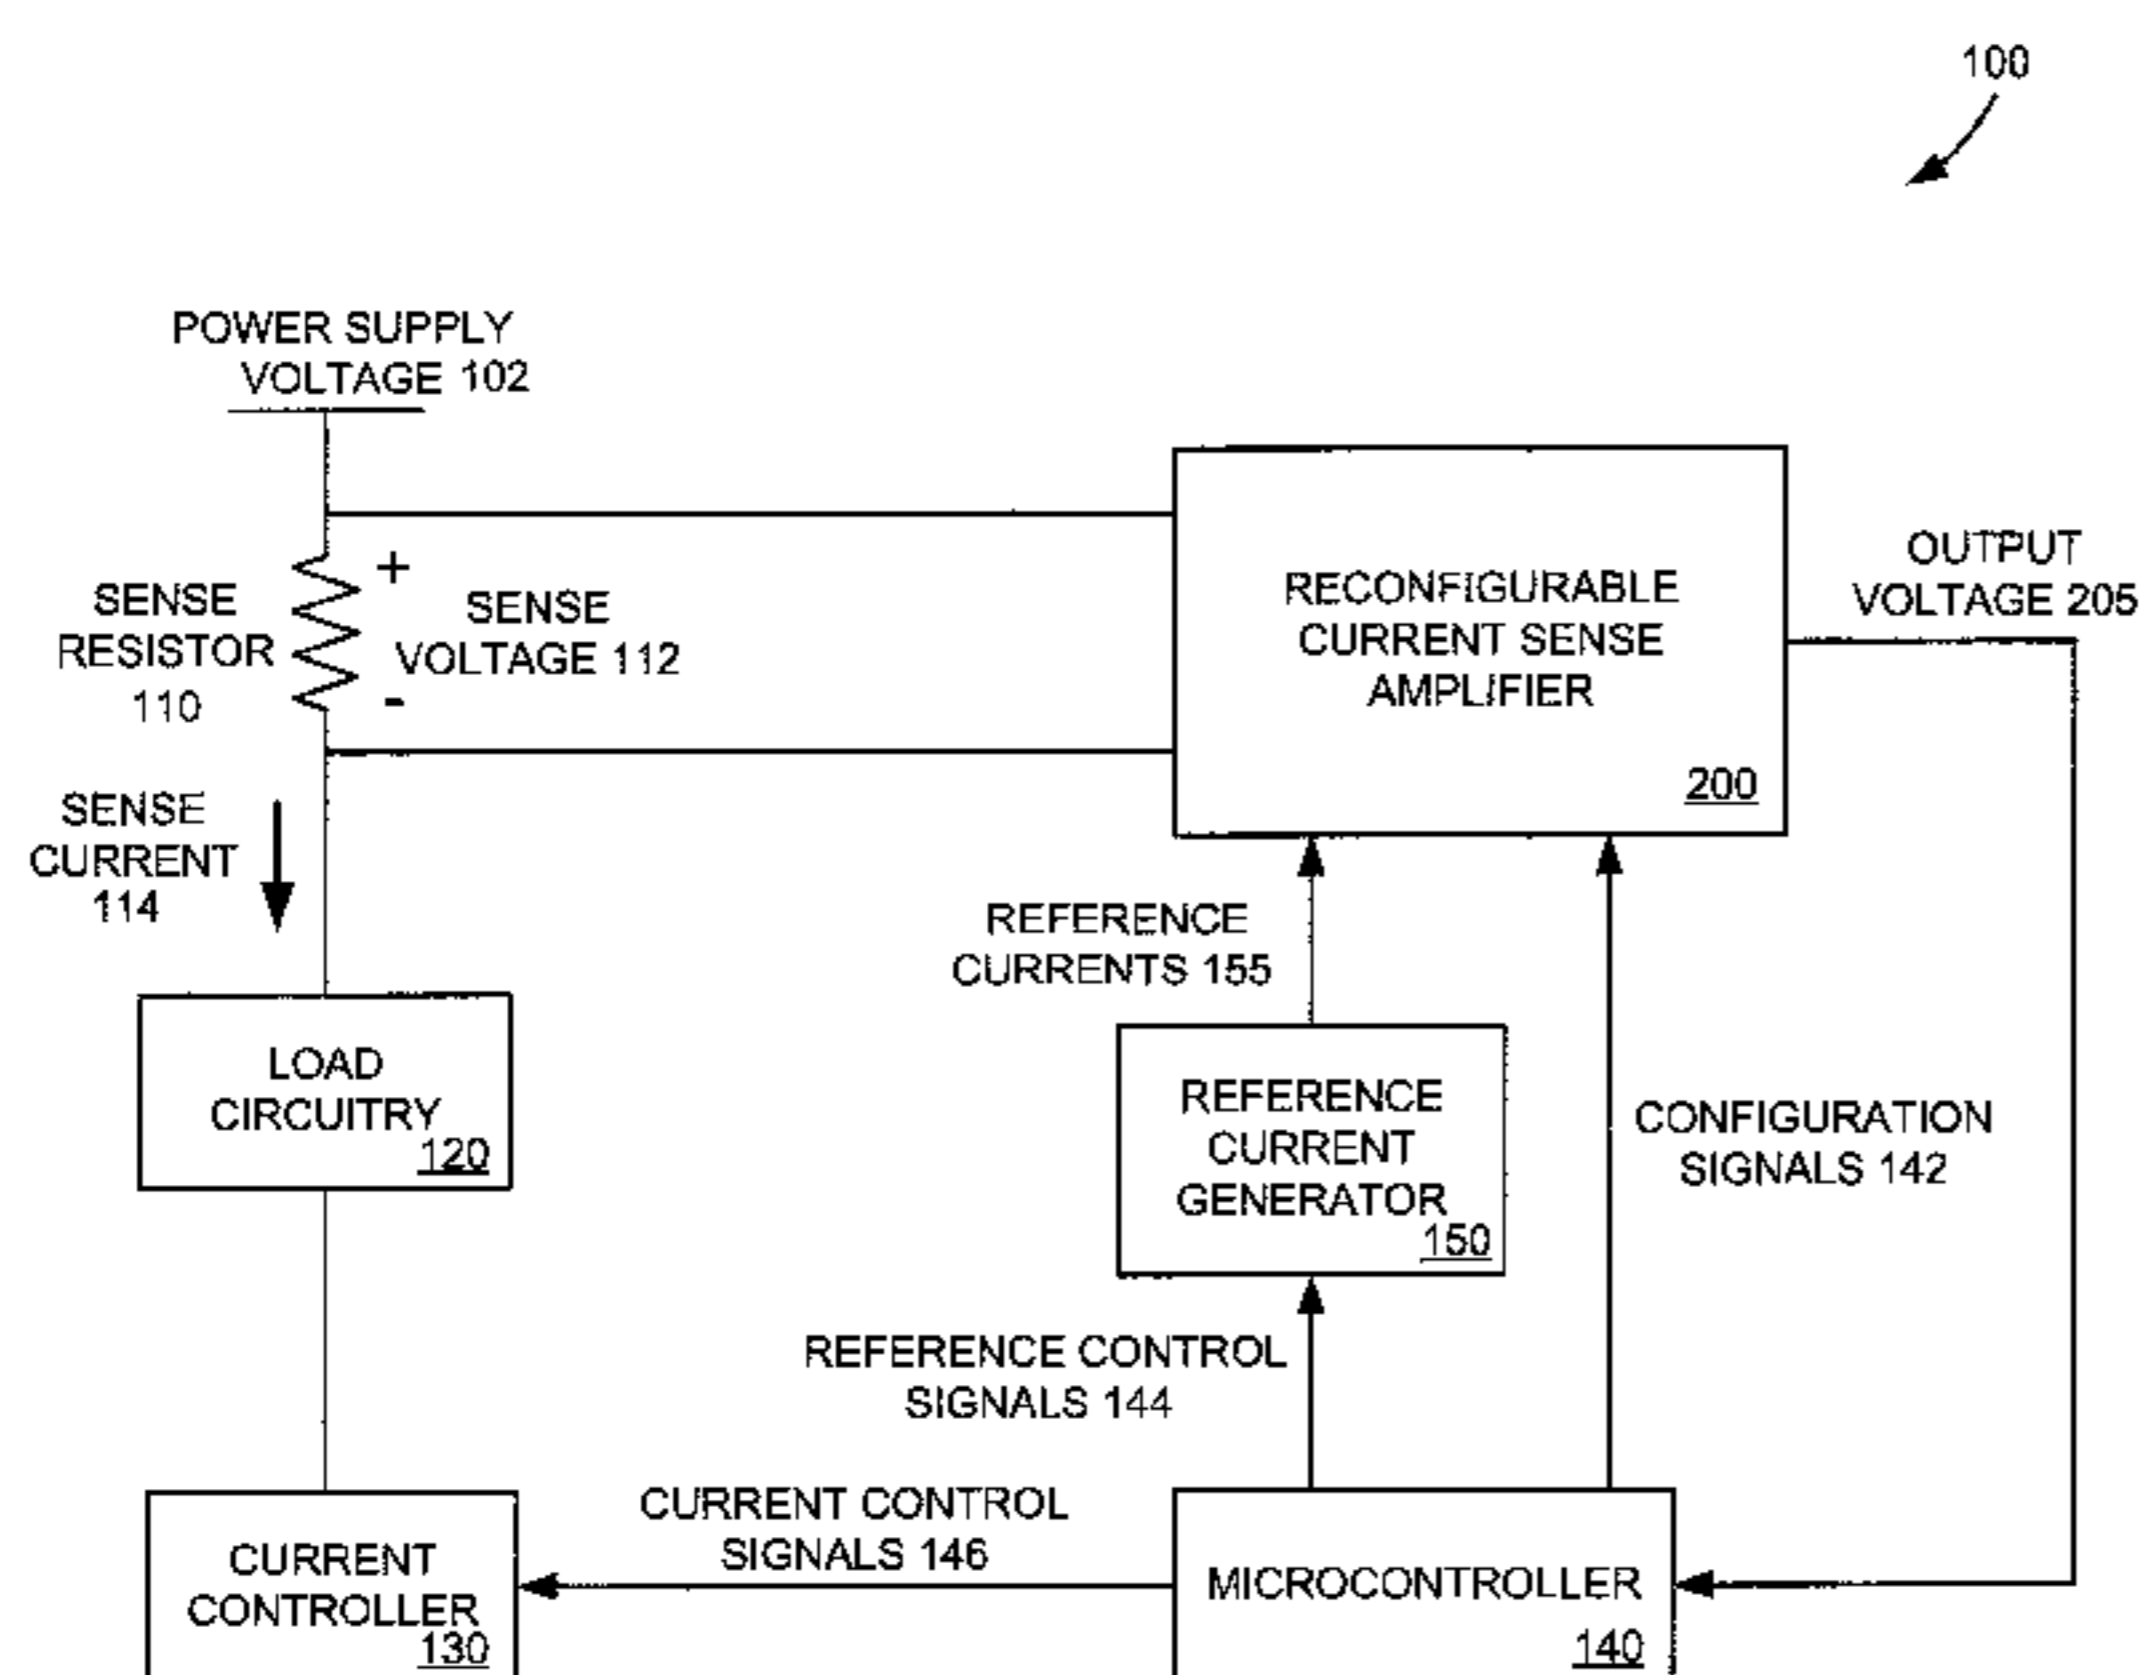 100
POWER SUPPLY
VOLTAGE 102
SENSE
RESISTOR
110
+
SENSE
VOLTAGE 112
-
RECONFIGURABLE
CURRENT SENSE
AMPLIFIER
200
OUTPUT
VOLTAGE 205
SENSE
CURRENT
114
REFERENCE
CURRENTS 155
LOAD
CIRCUITRY
120
REFERENCE
CURRENT
GENERATOR
150
CONFIGURATION
SIGNALS 142
REFERENCE CONTROL
SIGNALS 144
CURRENT CONTROL
SIGNALS 146
CURRENT
CONTROLLER
130
MICROCONTROLLER
140